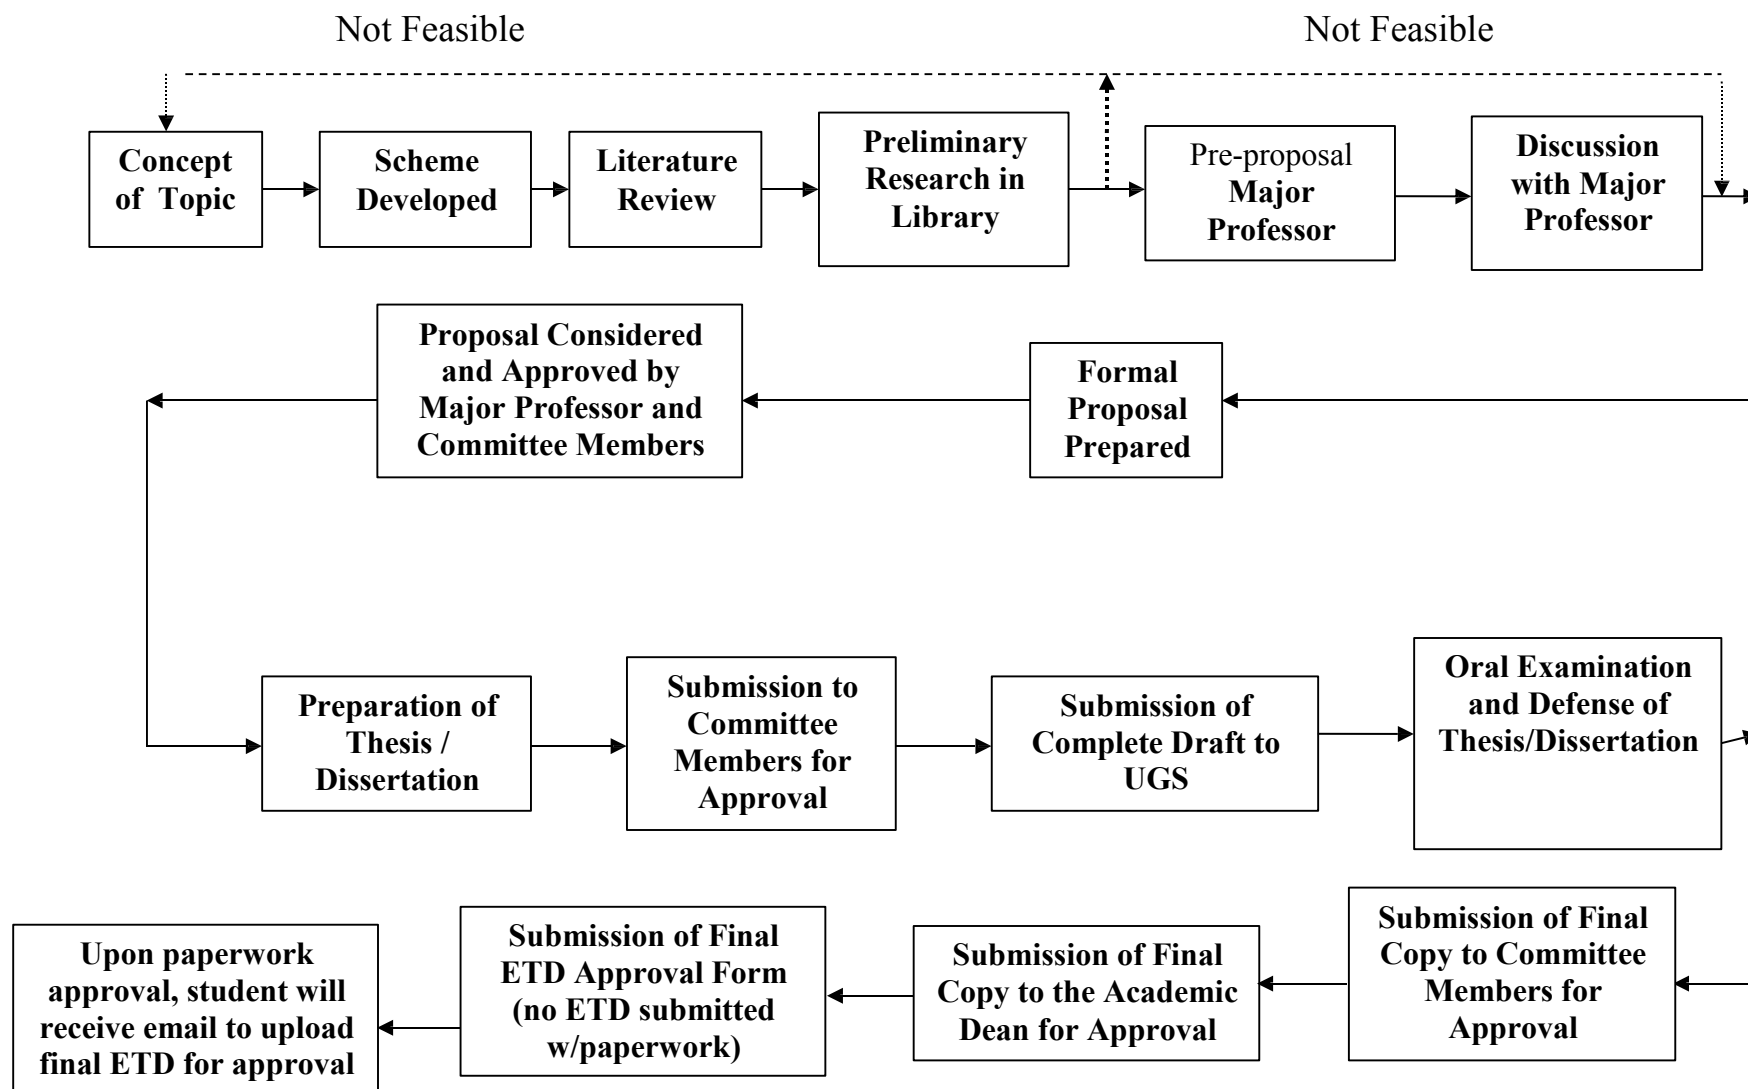 Not Feasible
Not Feasible
Concept
of Topic
Scheme
Developed
Literature
Review
Preliminary
Research in
Library
Pre-proposal
Major
Professor
Discussion
with Major
Professor
Proposal Considered
and Approved by
Major Professor and
Committee Members
Formal
Proposal
Prepared
Preparation of
Thesis /
Dissertation
Submission to
Committee
Members for
Approval
Submission of
Complete Draft to
UGS
Oral Examination
and Defense of
Thesis/Dissertation
Upon paperwork
approval, student will
receive email to upload
final ETD for approval
Submission of Final
ETD Approval Form
(no ETD submitted
w/paperwork)
Submission of Final
Copy to the Academic
Dean for Approval
Submission of Final
Copy to Committee
Members for
Approval